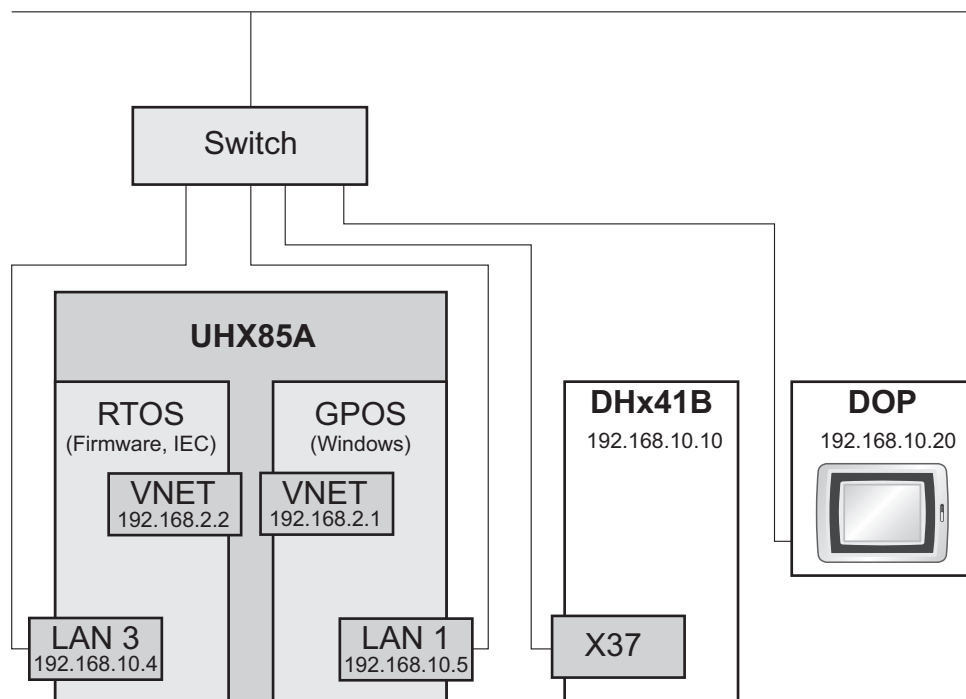 Switch
UHX85A
RTOS
(Firmware, IEC)
VNET
192.168.2.2
LAN 3
192.168.10.4
GPOS
(Windows)
VNET
192.168.2.1
LAN 1
192.168.10.5
DHx41B
192.168.10.10
X37
DOP
192.168.10.20